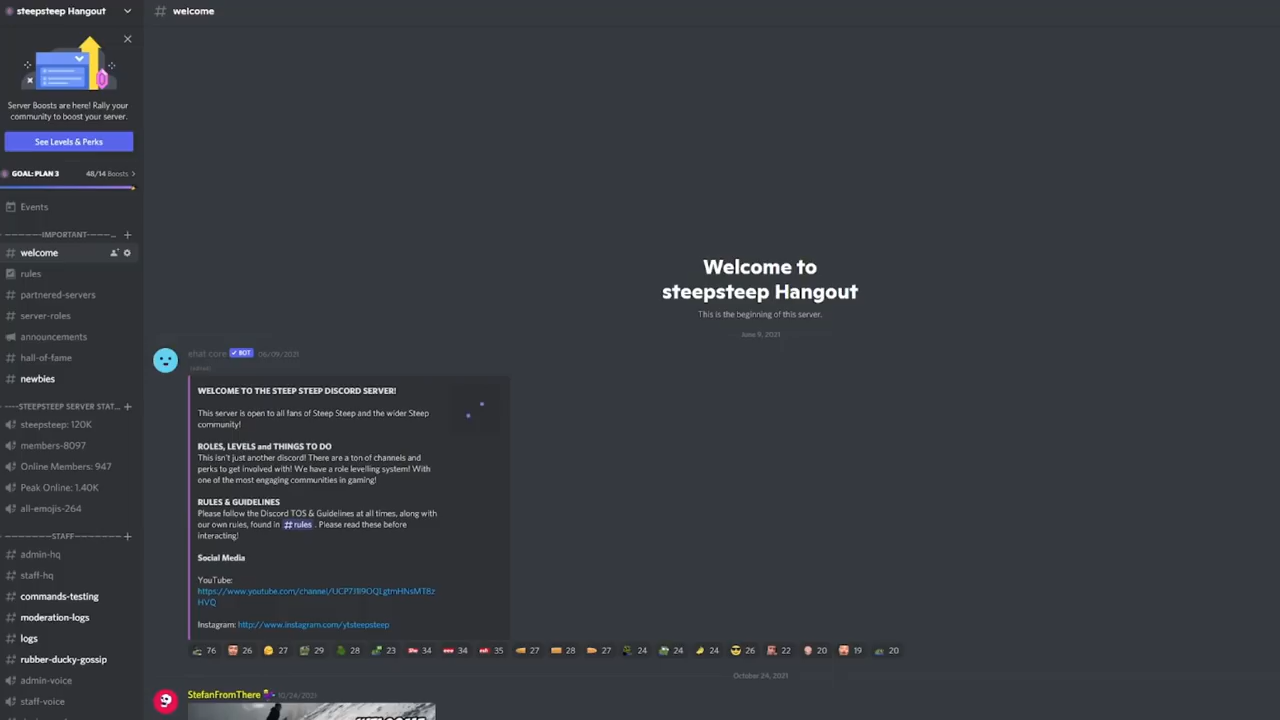 steepsteep Hangout
Server Boosts are here! Rally your
community to boost your server.
See Levels & Perks
GOAL: PLAN 3 48/14 Boosts
Events
IMPORTANT
# welcome
rules
# partnered-servers
# server-roles
announcements
# hall-of-fame
# newbies
STEEPSTEEP SERVER STAT...
steepsteep: 120K
members-8097
Online Members: 947
Peak Online: 1.40K
all-emojis-264
STAFF
# admin-hq
# staff-hq
# commands-testing
# moderation-logs
# logs
# rubber-ducky-gossip
admin-voice
staff-voice
# welcome
Welcome to
steepsteep Hangout
This is the beginning of this server.
June 9, 2021
BOT 06/09/2021
WELCOME TO THE STEEP STEEP DISCORD SERVER!
This server is open to all fans of Steep Steep and the wider Steep
community!
ROLES, LEVELS and THINGS TO DO
This isn't just another discord! There are a ton of channels and
perks to get involved with! We have a role levelling system! With
one of the most engaging communities in gaming!
RULES & GUIDELINES
Please follow the Discord TOS & Guidelines at all times, along with
our own rules, found in # rules . Please read these before
interacting!
Social Media
YouTube:
Instagram: http://www.instagram.com/ytsteepsteep
76 26 27 29 28 23 34 34 35 27 28 27 24 24 24 26 22 20 19 20
October 24, 2021
StefanFromThere 10/24/2021